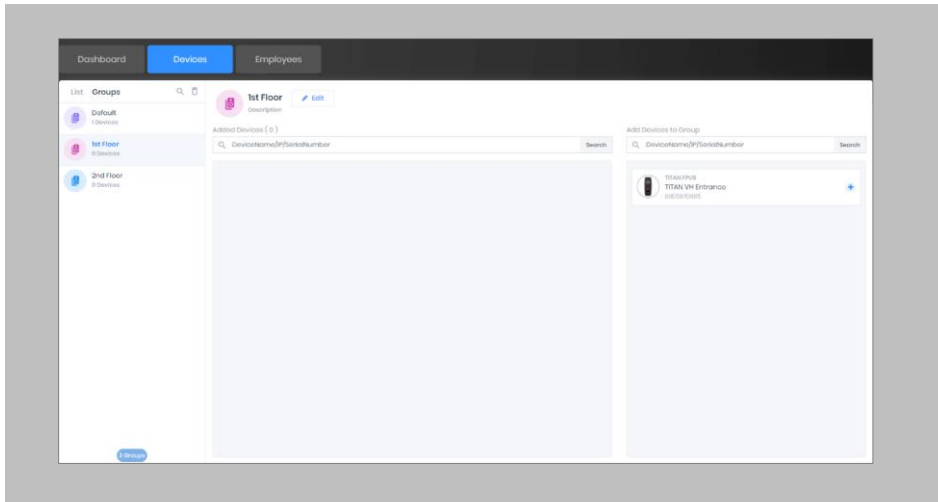 Dashboard
Devices
Employees
List Groups
Default
1 Devices
1st Floor
0 Devices
2nd Floor
0 Devices
1st Floor
Edit
Description
Added Devices ( 0 )
DeviceName/IP/SerialNumber
Search
Add Devices to Group
DeviceName/IP/SerialNumber
Search
TITAN FPVB
TITAN VH Entrance
Groups